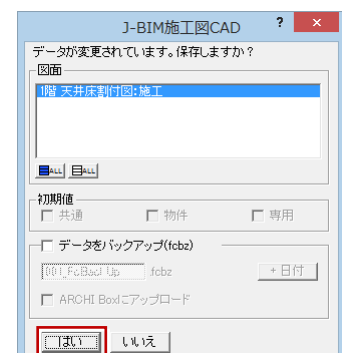 J-BIM施工図CAD ? ×
データが変更されています。保存しますか？
図面
1階 天井床割付図:施工
ALL ALL
初期値
共通 物件 専用
データをバックアップ(fcbz)
001_FcBacl Up fcbz +日付
ARCHI Boxにアップロード
はい いいえ